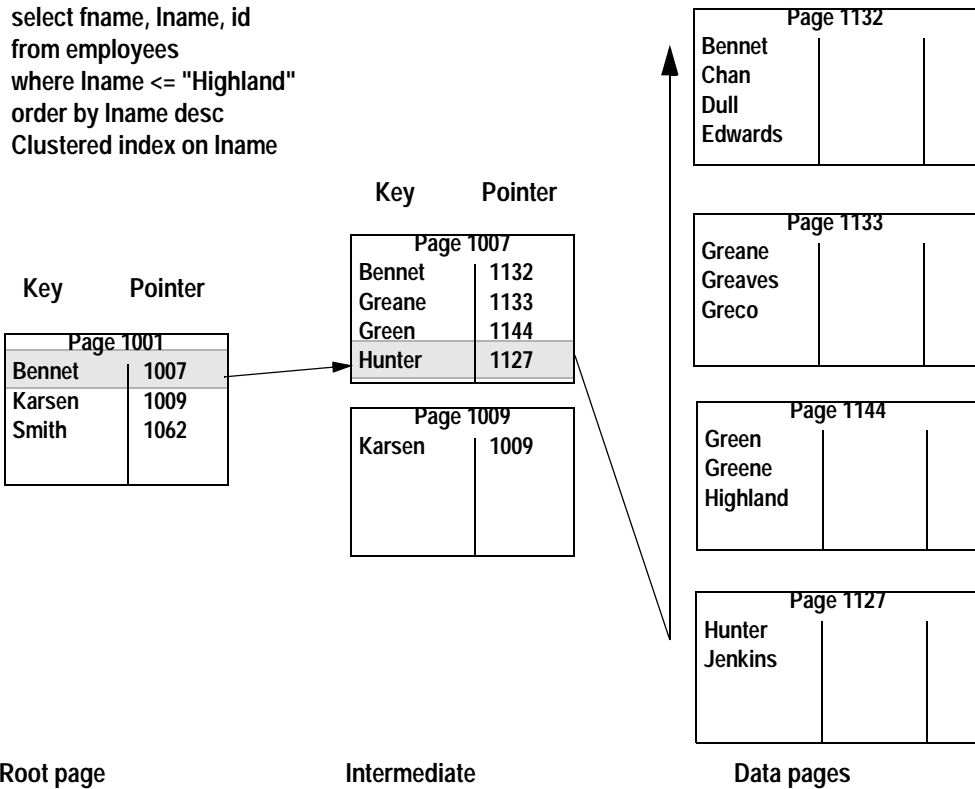 select fname, lname, id
from employees
where lname <= "Highland"
order by lname desc
Clustered index on lname
Key Pointer
Page 1001
Bennet 1007
Karsen 1009
Smith 1062
Key Pointer
Page 1007
Bennet 1132
Greane 1133
Green 1144
Hunter 1127
Page 1009
Karsen 1009
Page 1132
Bennet
Chan
Dull
Edwards
Page 1133
Greane
Greaves
Greco
Page 1144
Green
Greene
Highland
Page 1127
Hunter
Jenkins
Root page
Intermediate
Data pages